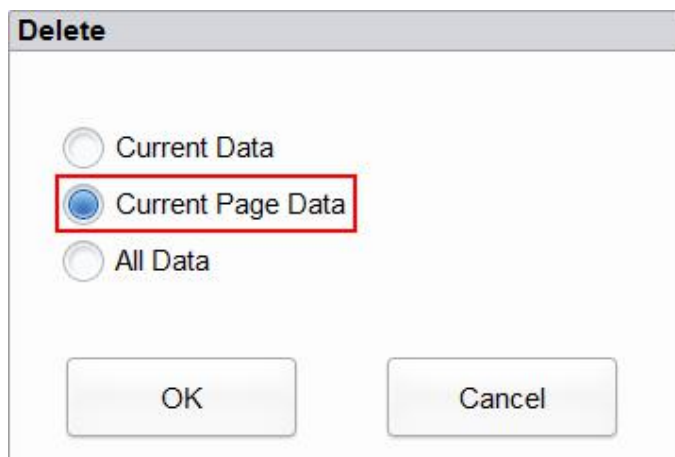 Delete
Current Data
Current Page Data
All Data
OK Cancel